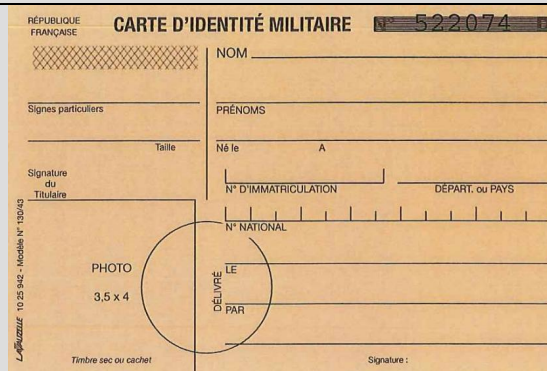 RÉPUBLIQUE FRANÇAISE
CARTE D'IDENTITÉ MILITAIRE
N° 522074
NOM
Signes particuliers
PRÉNOMS
Taille
Né le A
Signature
du
Titulaire
N° D'IMMATRICULATION
DÉPART. ou PAYS
N° NATIONAL
PHOTO
3,5 x 4
DÉLIVRÉ
LE
PAR
LAVAUZELLE 10 25 942 - Modèle N° 130/43
Timbre sec ou cachet
Signature :